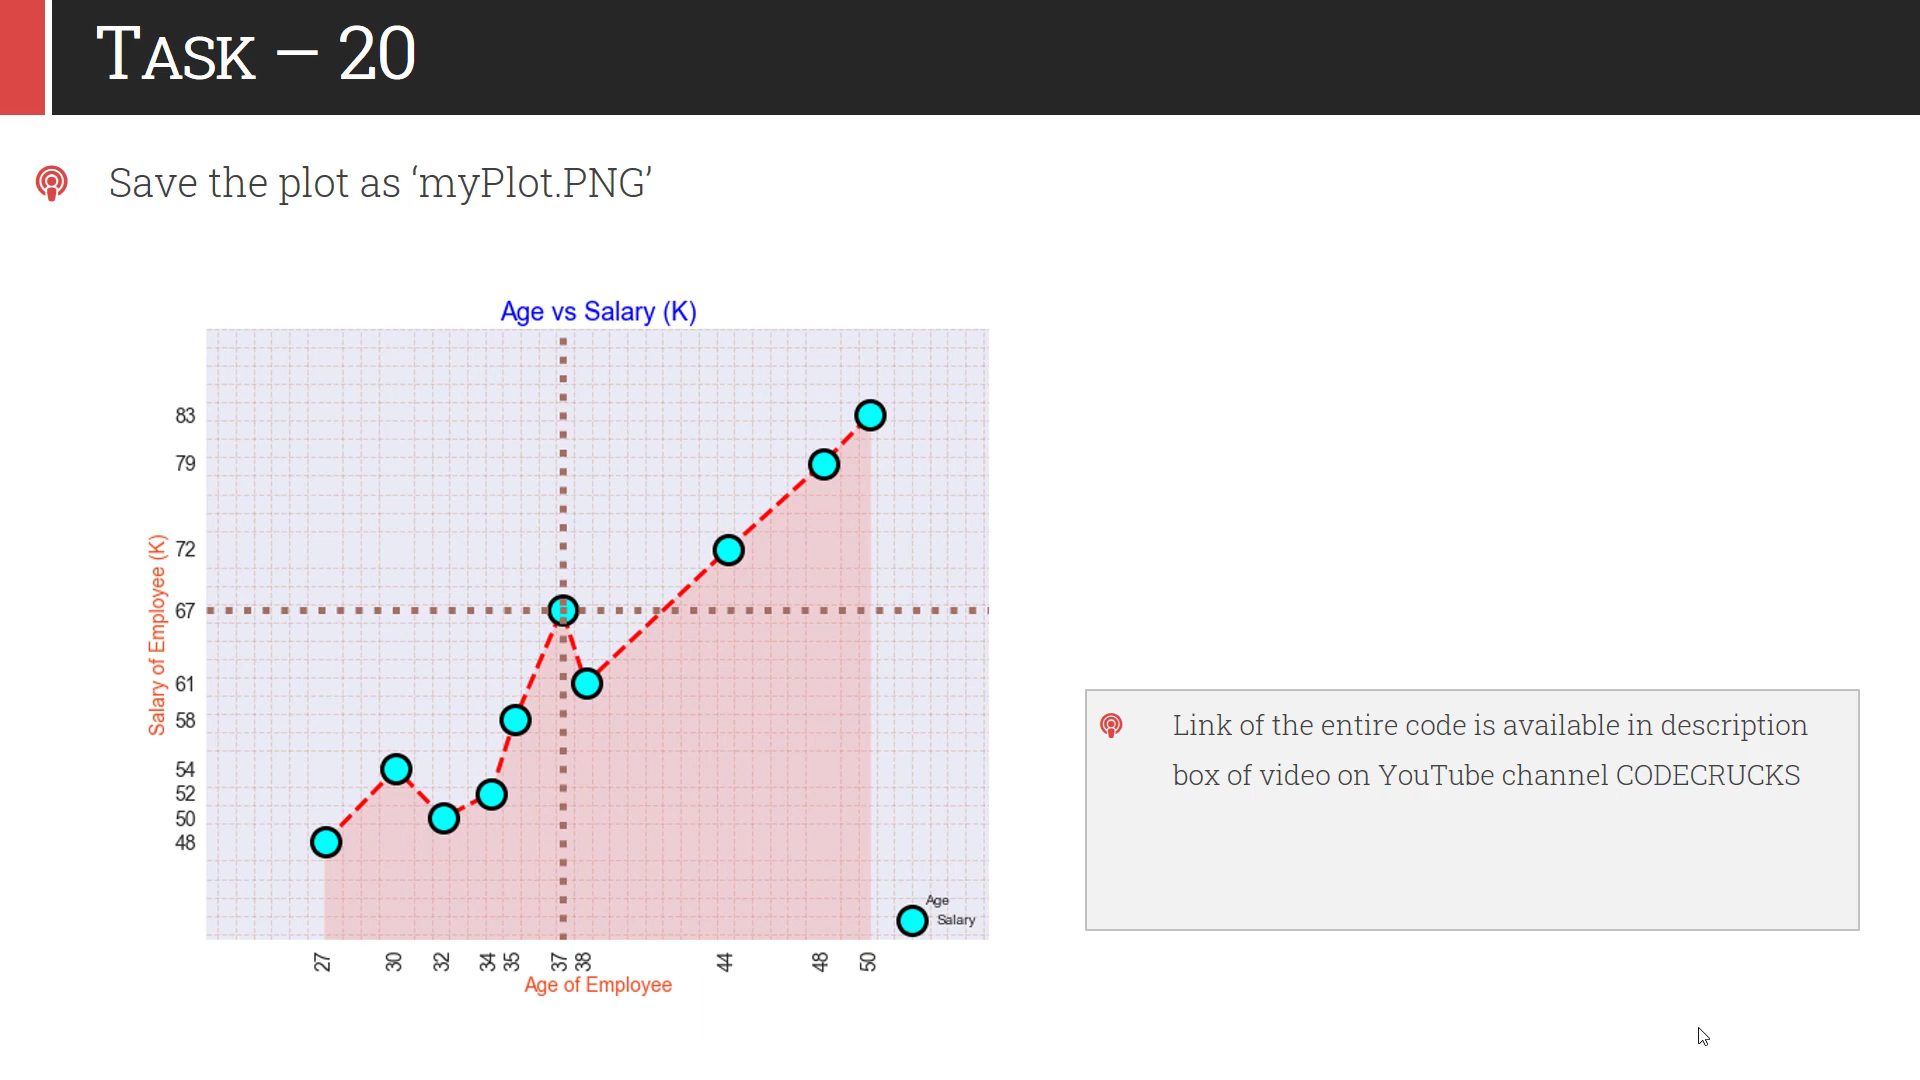 TASK – 20
Save the plot as ‘myPlot.PNG’
Age vs Salary (K)
Salary of Employee (K)
83
79
72
67
61
58
54
52
50
48
Age
Salary
27 30 32 34 35 37 38 44 48 50
Age of Employee
Link of the entire code is available in description
box of video on YouTube channel CODECRUCKS